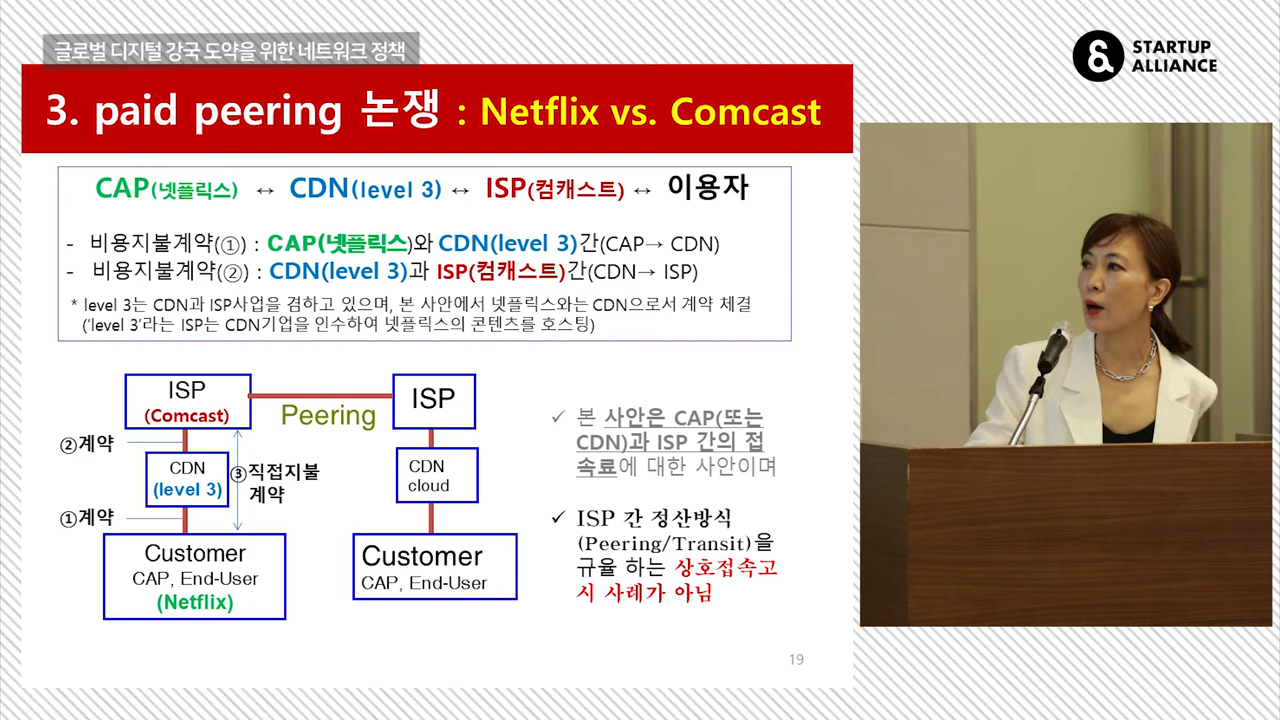 글로벌 디지털 강국 도약을 위한 네트워크 정책
STARTUP
ALLIANCE
3. paid peering 논쟁 : Netflix vs. Comcast
CAP(넷플릭스) ↔ CDN(level 3) ↔ ISP(컴캐스트) ↔ 이용자
- 비용지불계약(①) : CAP(넷플릭스)와 CDN(level 3)간(CAP→ CDN)
- 비용지불계약(②) : CDN(level 3)과 ISP(컴캐스트)간(CDN→ ISP)
* level 3는 CDN과 ISP사업을 겸하고 있으며, 본 사안에서 넷플릭스와는 CDN으로서 계약 체결
('level 3'라는 ISP는 CDN기업을 인수하여 넷플릭스의 콘텐츠를 호스팅)
ISP
(Comcast)
Peering
ISP
②계약
CDN
(level 3)
③직접지불
계약
CDN
cloud
①계약
Customer
CAP, End-User
(Netflix)
Customer
CAP, End-User
✓ 본 사안은 CAP(또는
CDN)과 ISP 간의 접
속료에 대한 사안이며
✓ ISP 간 정산방식
(Peering/Transit)을
규율 하는 상호접속고
시 사례가 아님
19